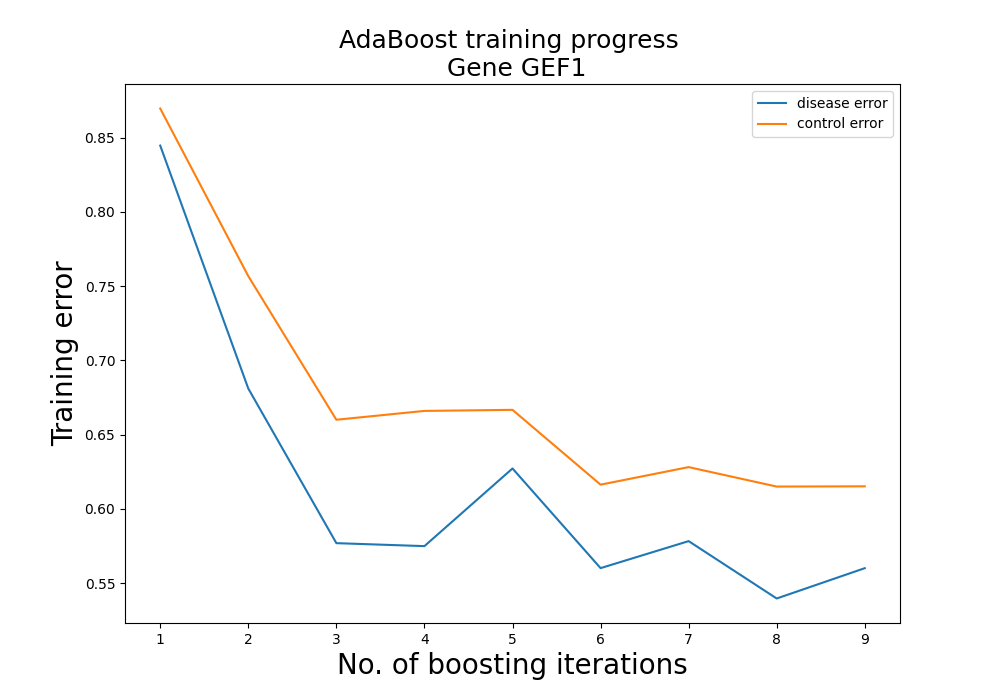 AdaBoost training progress
Gene GEF1
disease error
control error
Training error
0.85
0.80
0.75
0.70
0.65
0.60
0.55
1 2 3 4 5 6 7 8 9
No. of boosting iterations